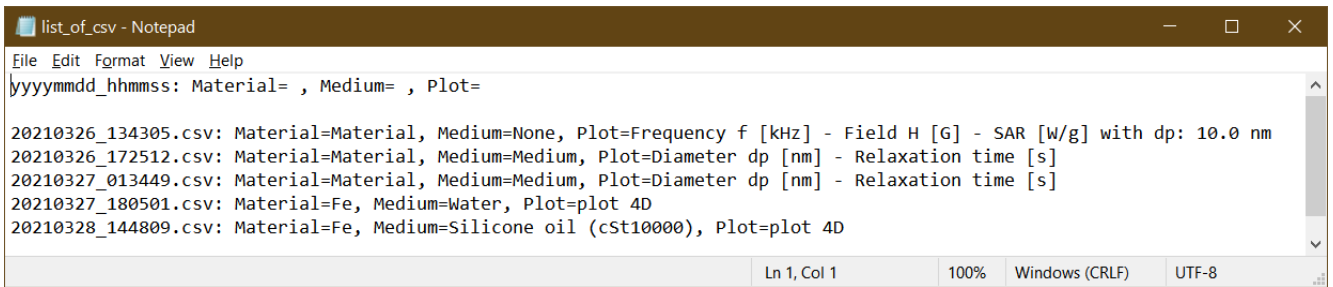 list_of_csv - Notepad
File Edit Format View Help
yyyymmdd_hhmmss: Material= , Medium= , Plot=
20210326_134305.csv: Material=Material, Medium=None, Plot=Frequency f [kHz] - Field H [G] - SAR [W/g] with dp: 10.0 nm
20210326_172512.csv: Material=Material, Medium=Medium, Plot=Diameter dp [nm] - Relaxation time [s]
20210327_013449.csv: Material=Material, Medium=Medium, Plot=Diameter dp [nm] - Relaxation time [s]
20210327_180501.csv: Material=Fe, Medium=Water, Plot=plot 4D
20210328_144809.csv: Material=Fe, Medium=Silicone oil (cSt10000), Plot=plot 4D
Ln 1, Col 1 100% Windows (CRLF) UTF-8